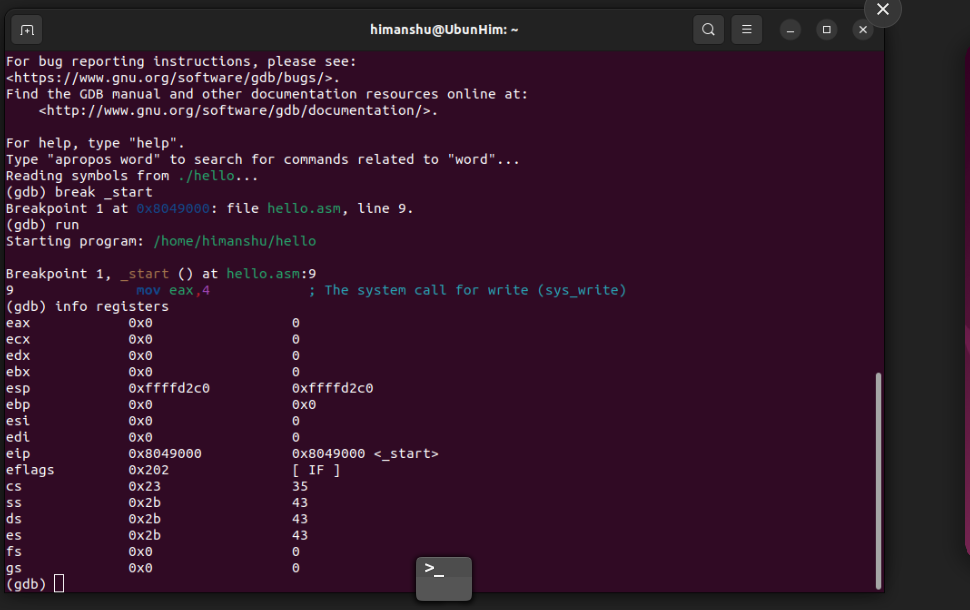 himanshu@UbunHim: ~
For bug reporting instructions, please see:
<https://www.gnu.org/software/gdb/bugs/>.
Find the GDB manual and other documentation resources online at:
    <http://www.gnu.org/software/gdb/documentation/>.

For help, type "help".
Type "apropos word" to search for commands related to "word"...
Reading symbols from ./hello...
(gdb) break _start
Breakpoint 1 at 0x8049000: file hello.asm, line 9.
(gdb) run
Starting program: /home/himanshu/hello

Breakpoint 1, _start () at hello.asm:9
9               mov eax,4            ; The system call for write (sys_write)
(gdb) info registers
eax            0x0                 0
ecx            0x0                 0
edx            0x0                 0
ebx            0x0                 0
esp            0xffffd2c0          0xffffd2c0
ebp            0x0                 0x0
esi            0x0                 0
edi            0x0                 0
eip            0x8049000           0x8049000 <_start>
eflags         0x202               [ IF ]
cs             0x23                35
ss             0x2b                43
ds             0x2b                43
es             0x2b                43
fs             0x0                 0
gs             0x0                 0
(gdb)
>_